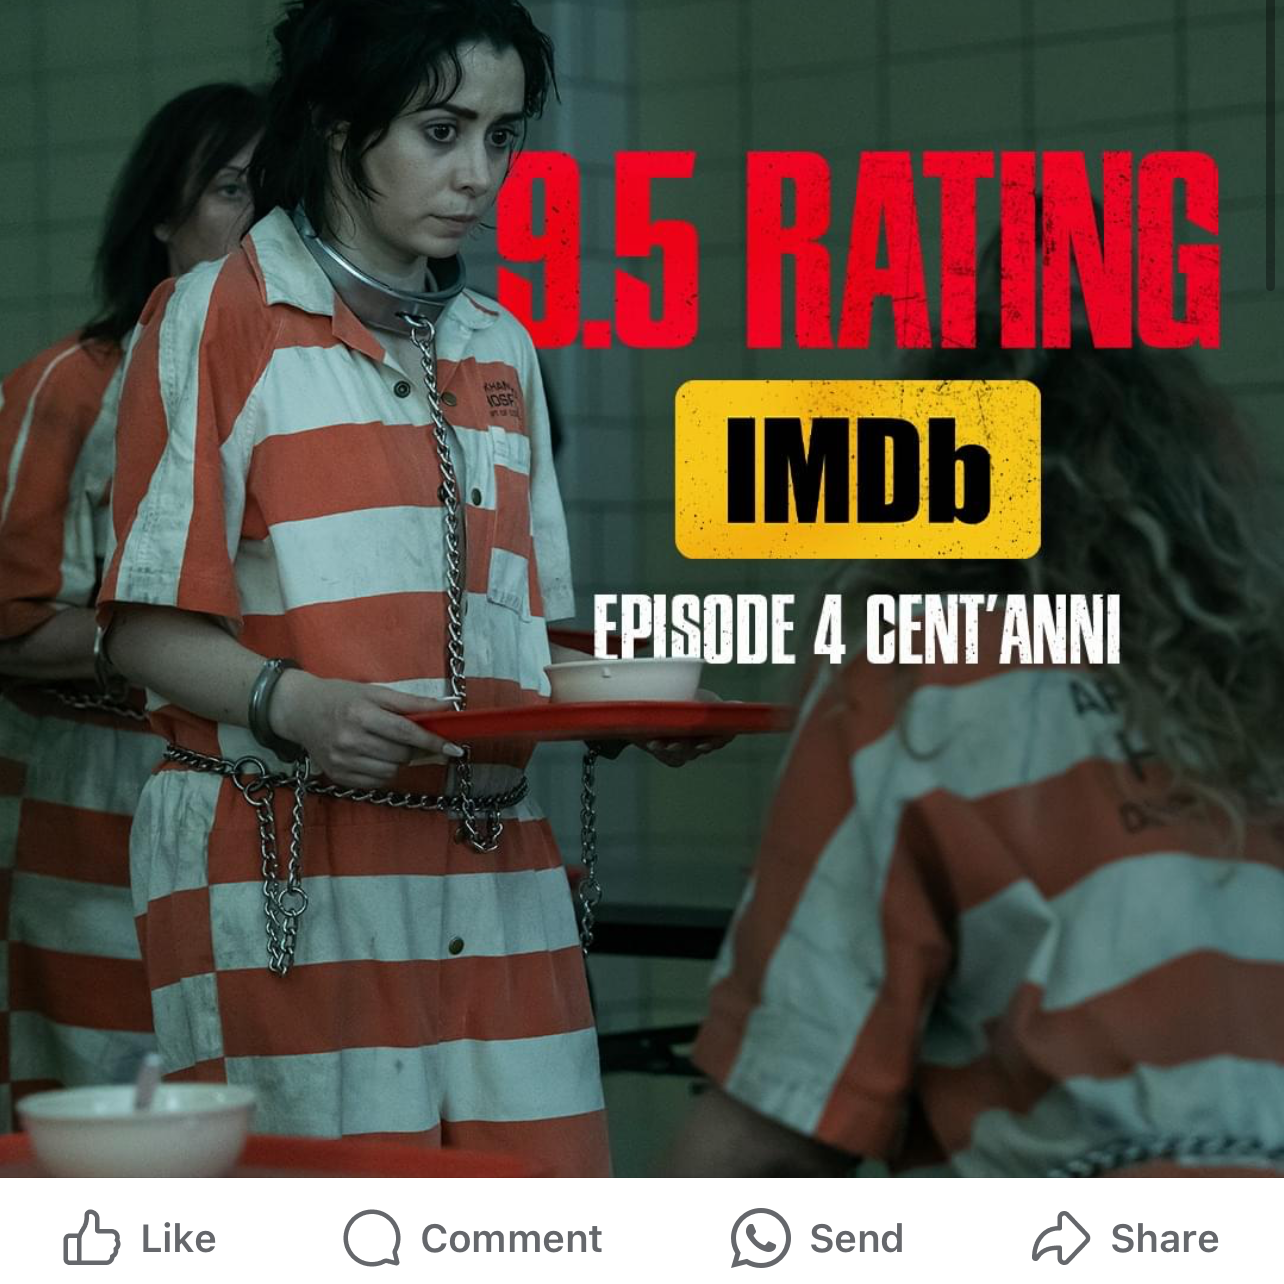 9.5 RATING
IMDb
EPISODE 4 CENT'ANNI
Like
Comment
Send
Share